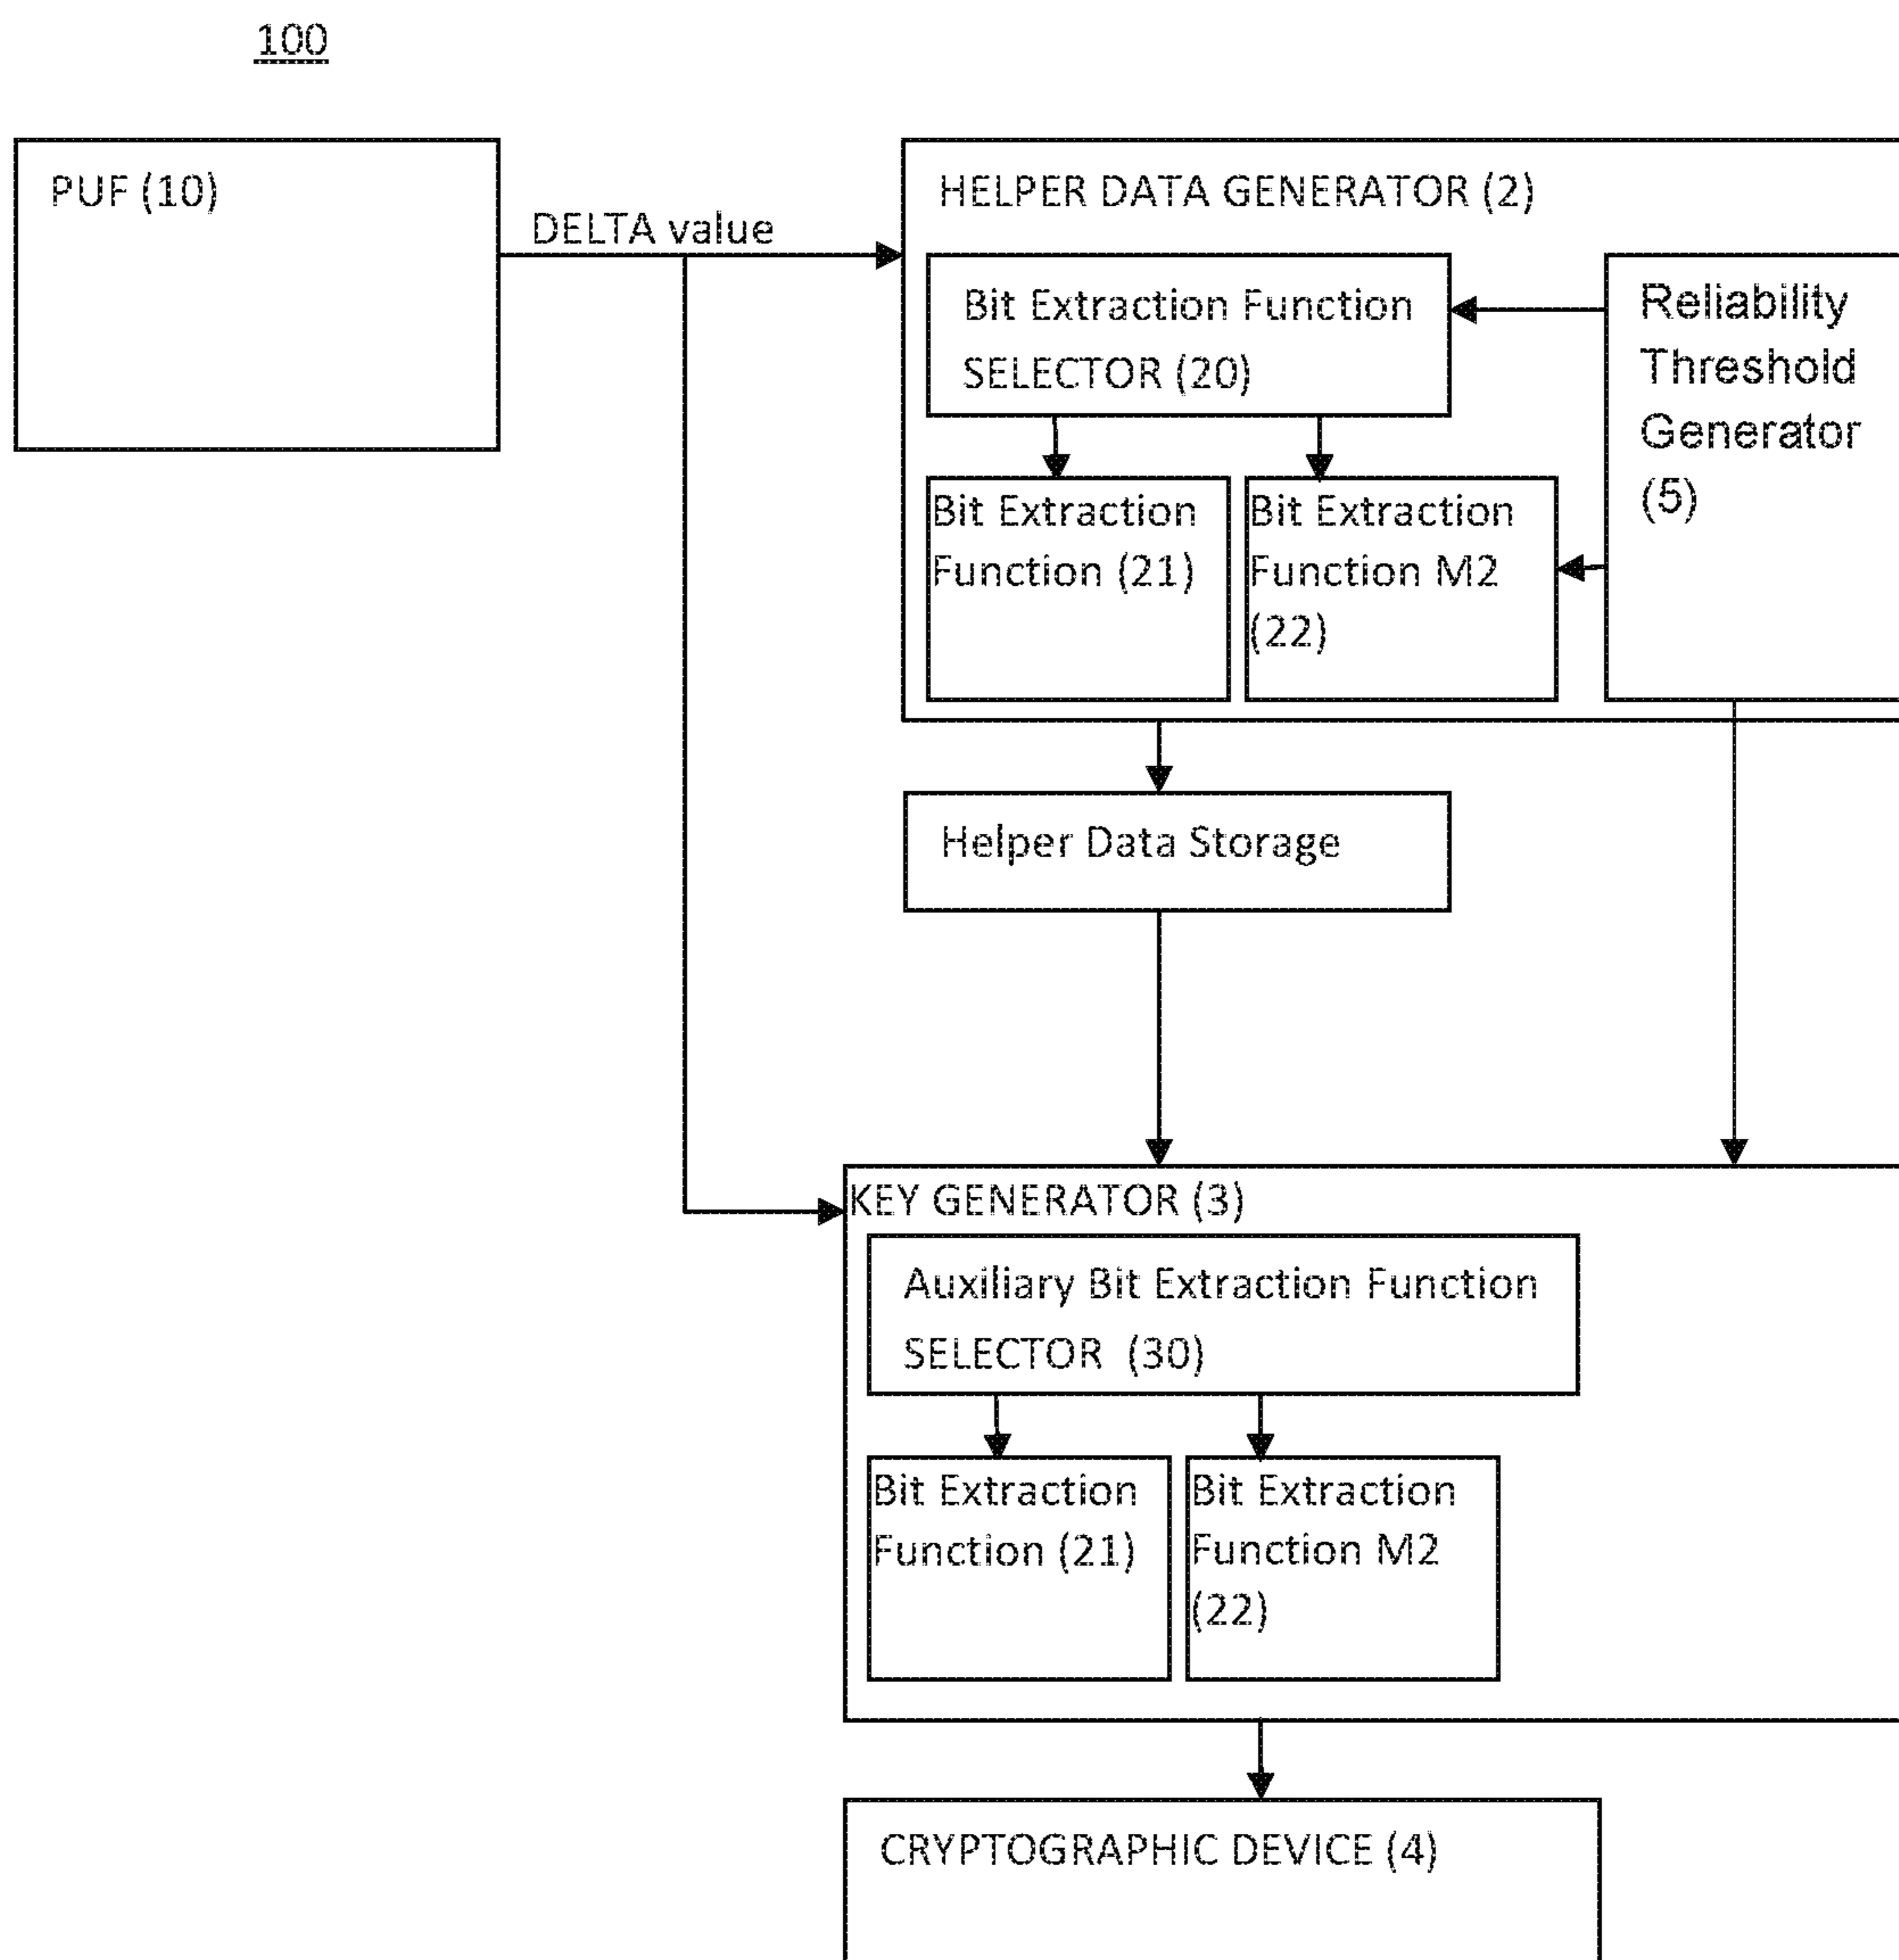 100
PUF (10)
DELTA value
HELPER DATA GENERATOR (2)
Bit Extraction Function
SELECTOR (20)
Reliability
Threshold
Generator
(5)
Bit Extraction
Function (21)
Bit Extraction
Function M2
(22)
Helper Data Storage
KEY GENERATOR (3)
Auxiliary Bit Extraction Function
SELECTOR (30)
Bit Extraction
Function (21)
Bit Extraction
Function M2
(22)
CRYPTOGRAPHIC DEVICE (4)